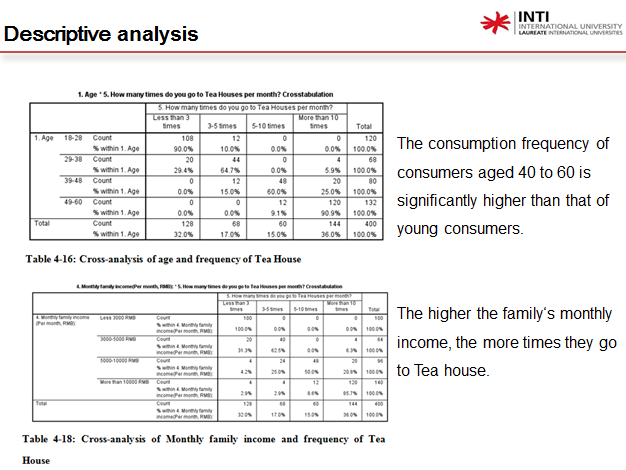 Descriptive analysis
INTI
INTERNATIONAL UNIVERSITY
LAUREATE INTERNATIONAL UNIVERSITIES
1. Age * 5. How many times do you go to Tea Houses per month? Crosstabulation
5. How many times do you go to Tea Houses per month?
Less than 3 times 3-5 times 5-10 times More than 10 times Total
1. Age 18-28 Count 108 12 0 0 120
% within 1. Age 90.0% 10.0% 0.0% 0.0% 100.0%
29-38 Count 20 44 0 4 68
% within 1. Age 29.4% 64.7% 0.0% 5.9% 100.0%
39-48 Count 0 12 48 20 80
% within 1. Age 0.0% 15.0% 60.0% 25.0% 100.0%
49-60 Count 0 0 12 120 132
% within 1. Age 0.0% 0.0% 9.1% 90.9% 100.0%
Total Count 128 68 60 144 400
% within 1. Age 32.0% 17.0% 15.0% 36.0% 100.0%
Table 4-16: Cross-analysis of age and frequency of Tea House
The consumption frequency of
consumers aged 40 to 60 is
significantly higher than that of
young consumers.
4. Monthly family income(Per month, RMB): * 5. How many times do you go to Tea Houses per month? Crosstabulation
5. How many times do you go to Tea Houses per month?
Less than 3 times 3-5 times 5-10 times More than 10 times Total
4. Monthly family income (Per month, RMB): Less 3000 RMB Count 100 0 0 0 100
% within 4. Monthly family income(Per month, RMB): 100.0% 0.0% 0.0% 0.0% 100.0%
3000-5000 RMB Count 20 40 0 4 64
% within 4. Monthly family income(Per month, RMB): 31.3% 62.5% 0.0% 6.3% 100.0%
5000-10000 RMB Count 4 24 48 20 96
% within 4. Monthly family income(Per month, RMB): 4.2% 25.0% 50.0% 20.8% 100.0%
More than 10000 RMB Count 4 4 12 120 140
% within 4. Monthly family income(Per month, RMB): 2.9% 2.9% 8.6% 85.7% 100.0%
Total Count 128 68 60 144 400
% within 4. Monthly family income(Per month, RMB): 32.0% 17.0% 15.0% 36.0% 100.0%
Table 4-18: Cross-analysis of Monthly family income and frequency of Tea
House
The higher the family's monthly
income, the more times they go
to Tea house.